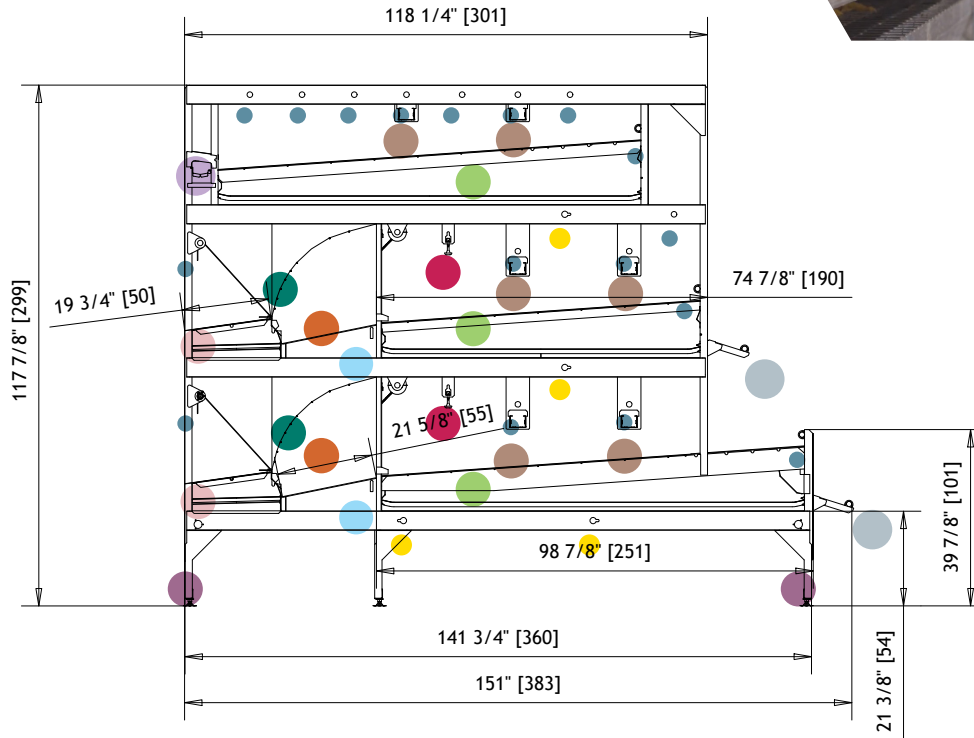 118 1/4" [301]
117 7/8" [299]
19 3/4" [50]
74 7/8" [190]
21 5/8" [55]
39 7/8" [101]
98 7/8" [251]
141 3/4" [360]
151" [383]
21 3/8" [54]